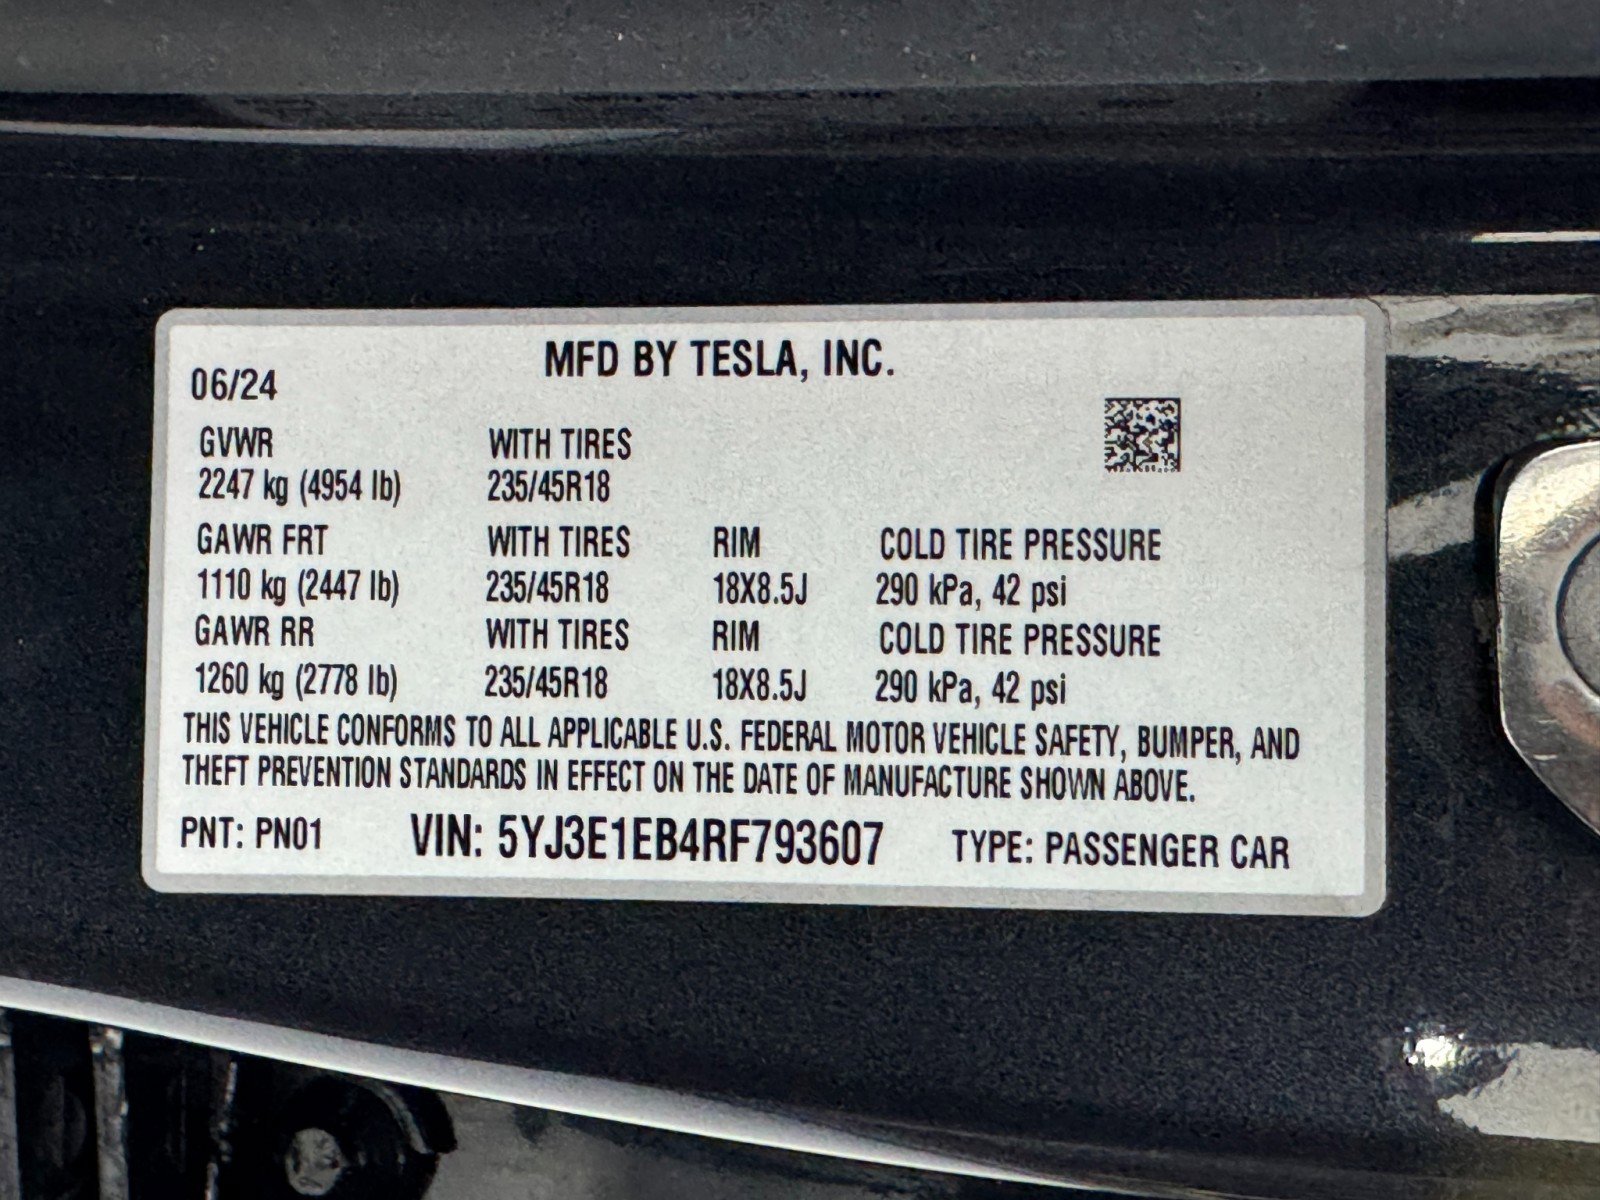 MFD BY TESLA, INC.
06/24
GVWR WITH TIRES
2247 kg (4954 lb) 235/45R18
GAWR FRT WITH TIRES RIM COLD TIRE PRESSURE
1110 kg (2447 lb) 235/45R18 18X8.5J 290 kPa, 42 psi
GAWR RR WITH TIRES RIM COLD TIRE PRESSURE
1260 kg (2778 lb) 235/45R18 18X8.5J 290 kPa, 42 psi
THIS VEHICLE CONFORMS TO ALL APPLICABLE U.S. FEDERAL MOTOR VEHICLE SAFETY, BUMPER, AND
THEFT PREVENTION STANDARDS IN EFFECT ON THE DATE OF MANUFACTURE SHOWN ABOVE.
PNT: PN01 VIN: 5YJ3E1EB4RF793607 TYPE: PASSENGER CAR